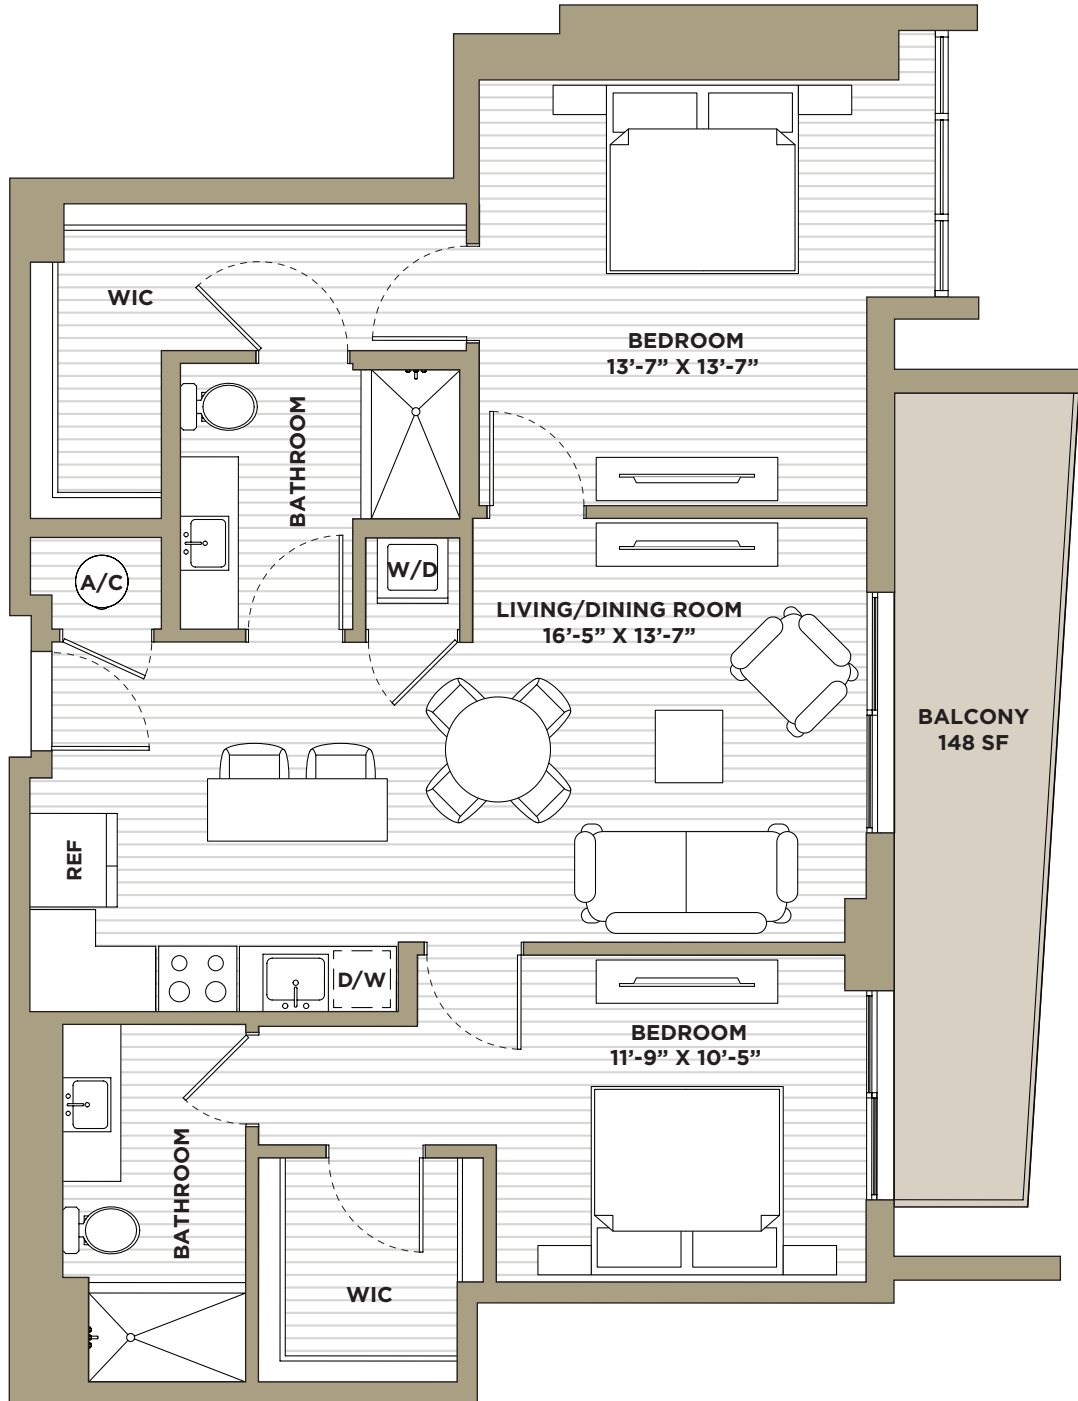 WIC
BEDROOM
13’-7” X 13’-7”
BATHROOM
A/C
W/D
LIVING/DINING ROOM
16’-5” X 13’-7”
BALCONY
148 SF
REF
D/W
BEDROOM
11’-9” X 10’-5”
BATHROOM
WIC